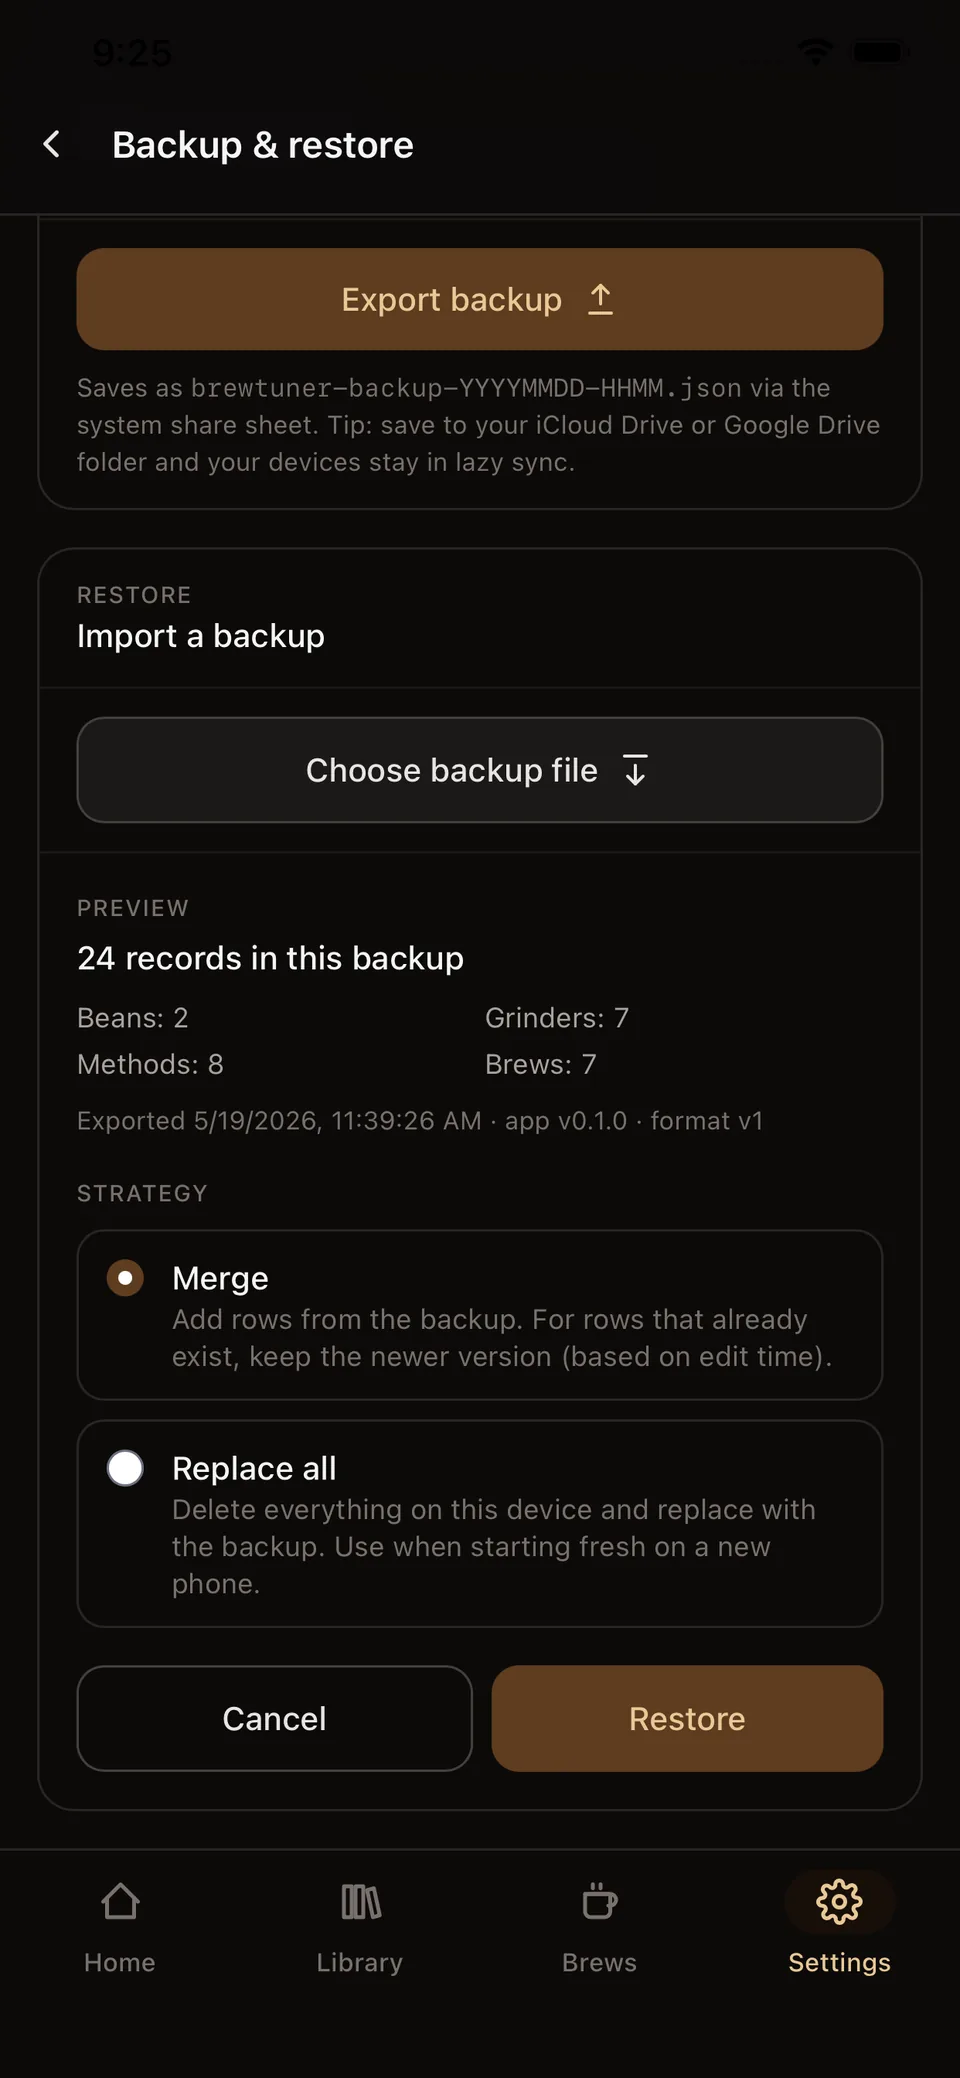 9:25
Backup & restore
Export backup
Saves as brewtuner-backup-YYYYMMDD-HHMM.json via the
system share sheet. Tip: save to your iCloud Drive or Google Drive
folder and your devices stay in lazy sync.
RESTORE
Import a backup
Choose backup file
PREVIEW
24 records in this backup
Beans: 2 Grinders: 7
Methods: 8 Brews: 7
Exported 5/19/2026, 11:39:26 AM · app v0.1.0 · format v1
STRATEGY
Merge
Add rows from the backup. For rows that already
exist, keep the newer version (based on edit time).
Replace all
Delete everything on this device and replace with
the backup. Use when starting fresh on a new
phone.
Cancel Restore
Home Library Brews Settings